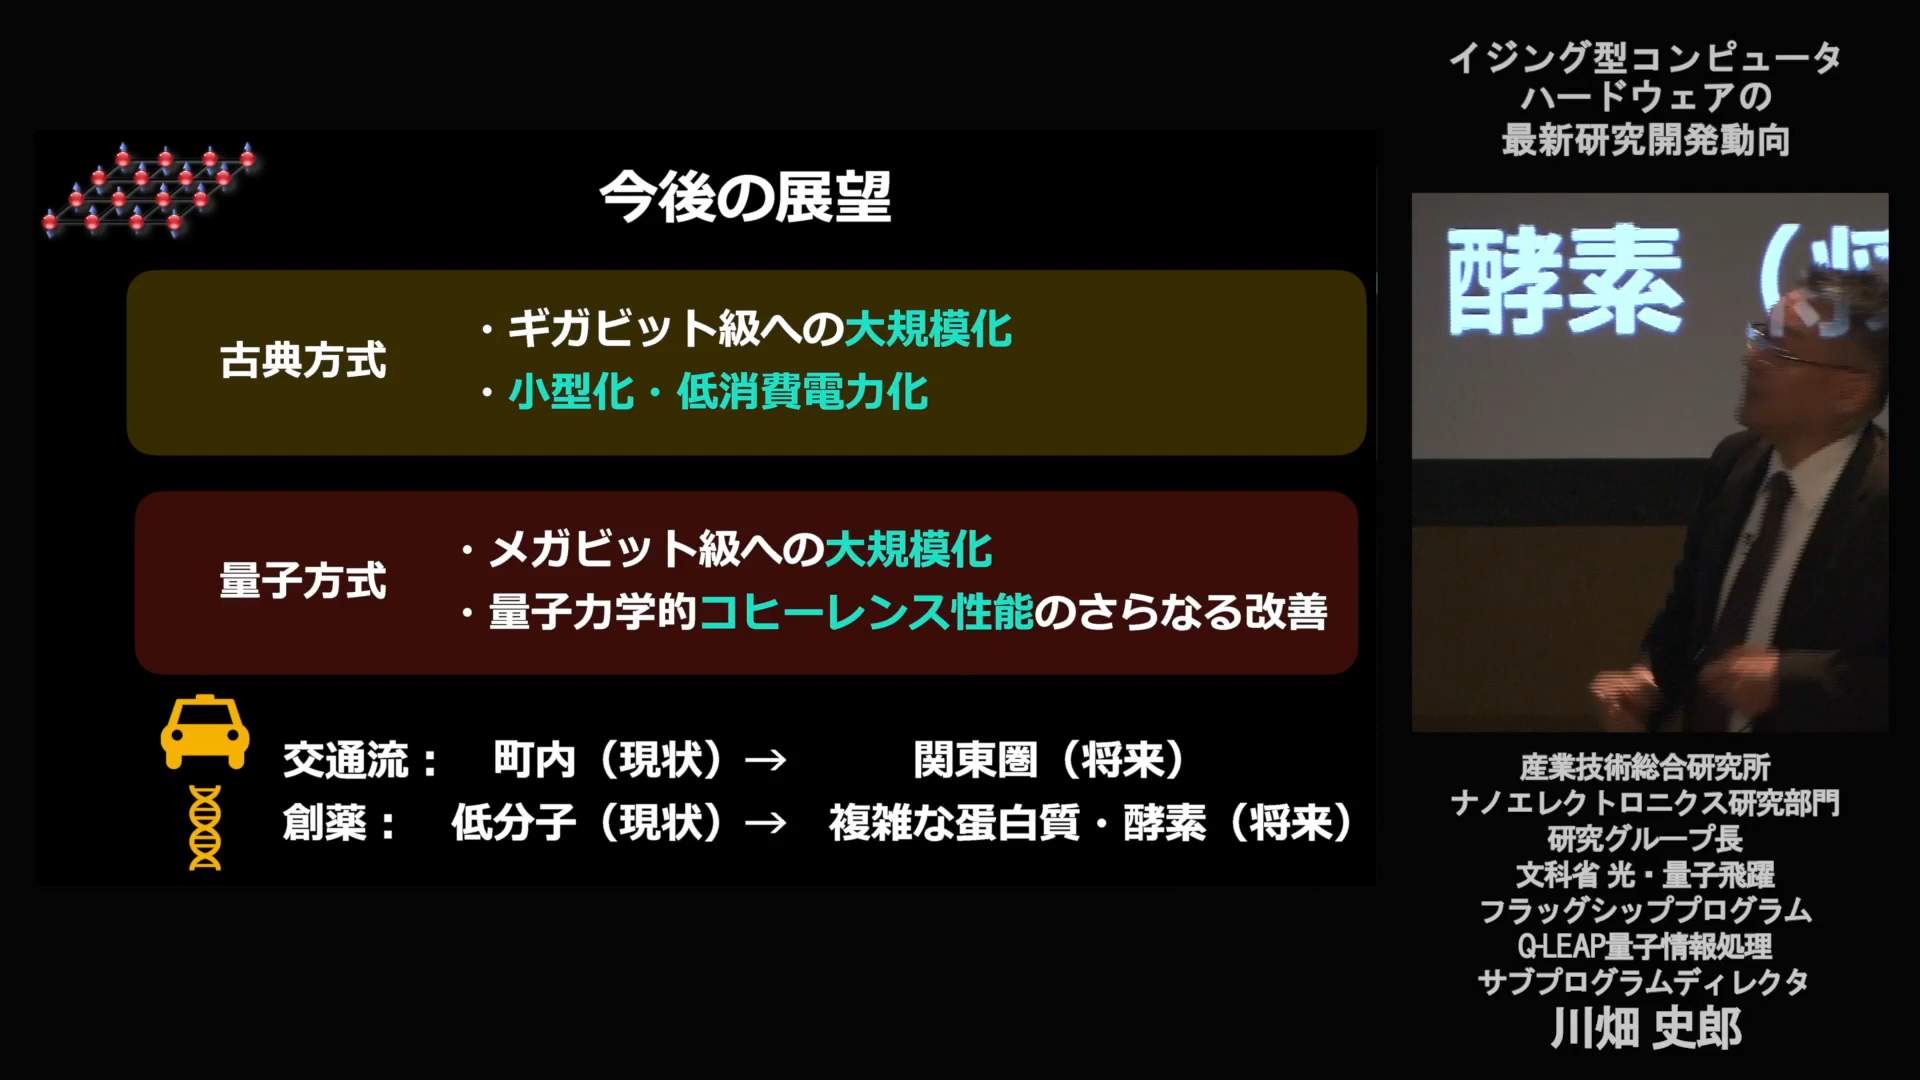 今後の展望
古典方式
・ギガビット級への大規模化
・小型化・低消費電力化
量子方式
・メガビット級への大規模化
・量子力学的コヒーレンス性能のさらなる改善
交通流： 町内（現状）→ 関東圏（将来）
創薬： 低分子（現状）→ 複雑な蛋白質・酵素（将来）
イジング型コンピュータ
ハードウェアの
最新研究開発動向
酵素（将
産業技術総合研究所
ナノエレクトロニクス研究部門
研究グループ長
文科省 光・量子飛躍
フラッグシッププログラム
Q-LEAP量子情報処理
サブプログラムディレクタ
川畑 史郎